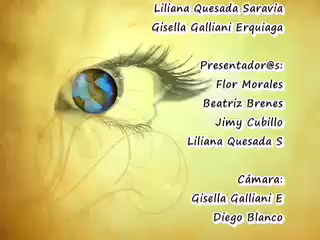 Liliana Quesada Saravia
Gisella Galliani Erquiaga
Presentador@s:
Flor Morales
Beatriz Brenes
Jimy Cubillo
Liliana Quesada S
Cámara:
Gisella Galliani E
Diego Blanco